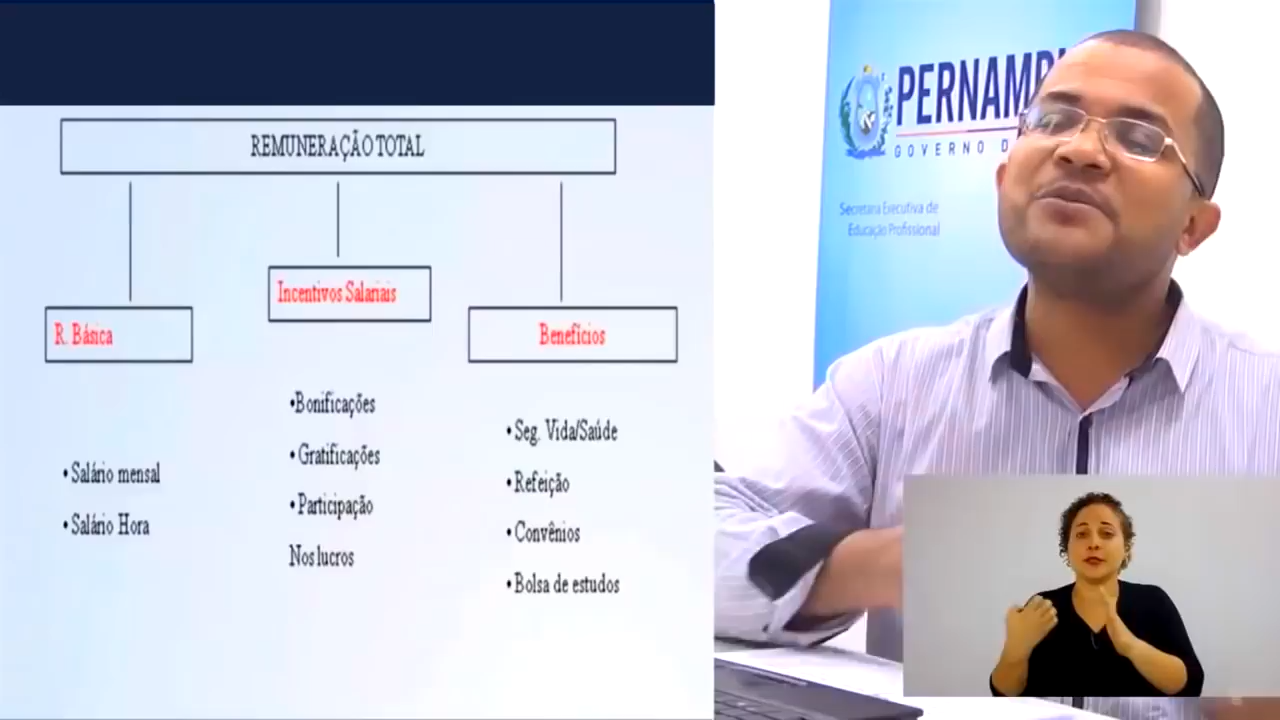 REMUNERAÇÃO TOTAL
Incentivos Salariais
R. Básica
Benefícios
•Bonificações
•Gratificações
•Participação
Nos lucros
• Salário mensal
• Salário Hora
• Seg. Vida/Saúde
• Refeição
• Convênios
• Bolsa de estudos
PERNAMB
GOVERNO D
Secretaria Executiva de
Educação Profissional